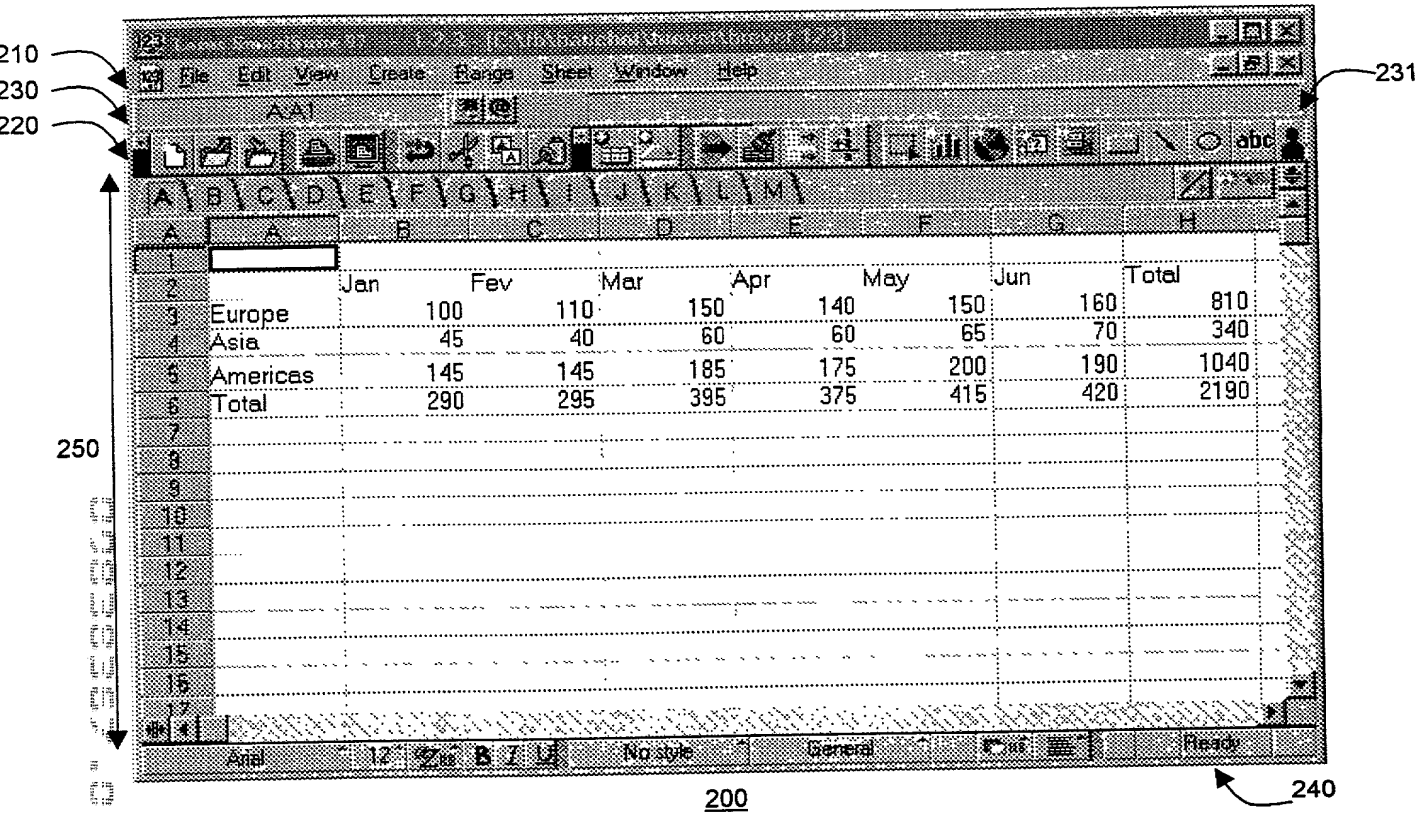 210
123
File Edit View Create Range Sheet Window Help
231
230
A:A1
@
220
abc
A B C D E F G H I J K L M
A A B C D E F G H
1
2 Jan Fev Mar Apr May Jun Total
3 Europe 100 110 150 140 150 160 810
4 Asia 45 40 60 60 65 70 340
5 Americas 145 145 185 175 200 190 1040
6 Total 290 295 395 375 415 420 2190
7
250
8
9
10
11
12
13
14
15
16
17
Arial 12 B I U No style General Ready
200
240